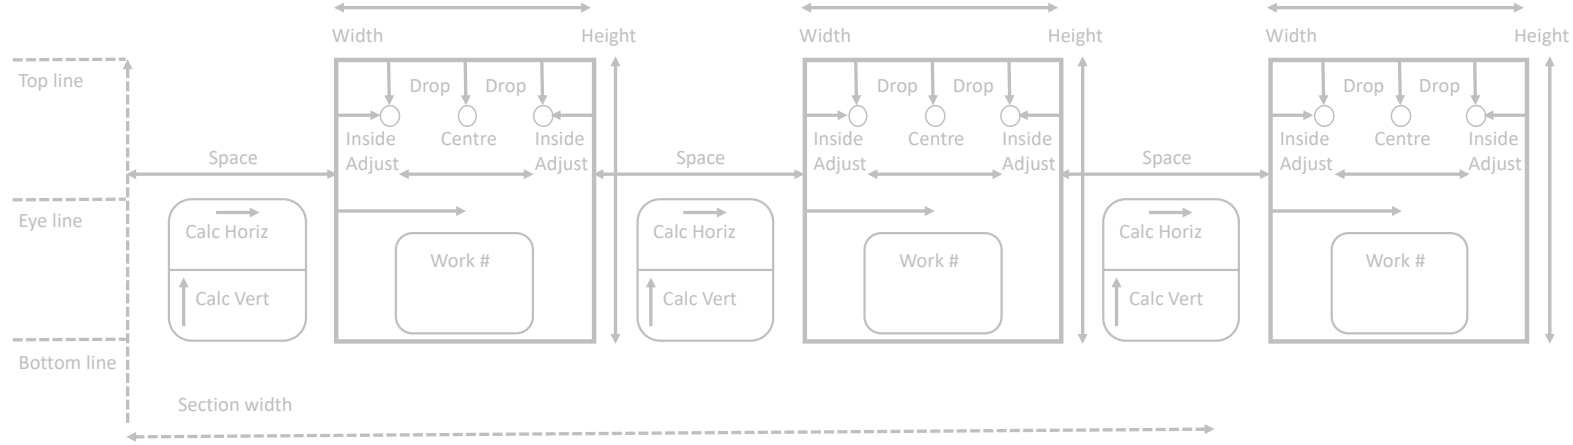 Width Height Width Height Width Height
Top line
Drop Drop Drop Drop Drop Drop
Inside Centre Inside Inside Centre Inside Inside Centre Inside
Adjust Adjust Adjust Adjust Adjust Adjust
Space Space Space
Eye line
Calc Horiz Calc Horiz Calc Horiz
Work # Work # Work #
Calc Vert Calc Vert Calc Vert
Bottom line
Section width